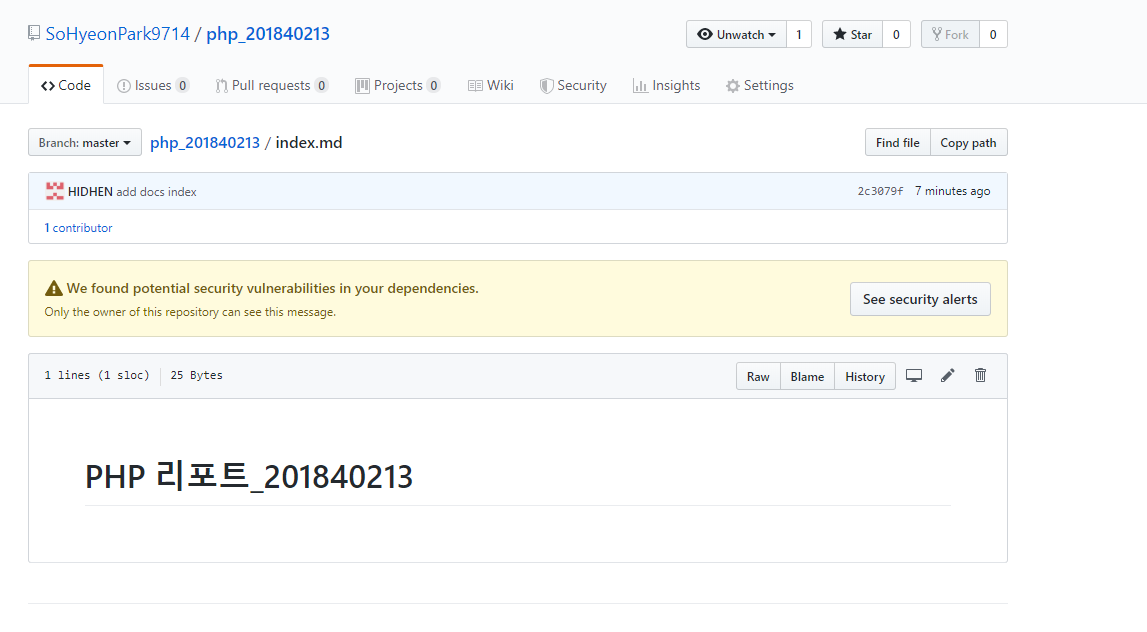 SoHyeonPark9714 / php_201840213
Unwatch 1 Star 0 Fork 0
Code Issues 0 Pull requests 0 Projects 0 Wiki Security Insights Settings
Branch: master php_201840213 / index.md Find file Copy path
HIDHEN add docs index 2c3079f 7 minutes ago
1 contributor
We found potential security vulnerabilities in your dependencies.
Only the owner of this repository can see this message.
See security alerts
1 lines (1 sloc) 25 Bytes Raw Blame History
PHP 리포트_201840213